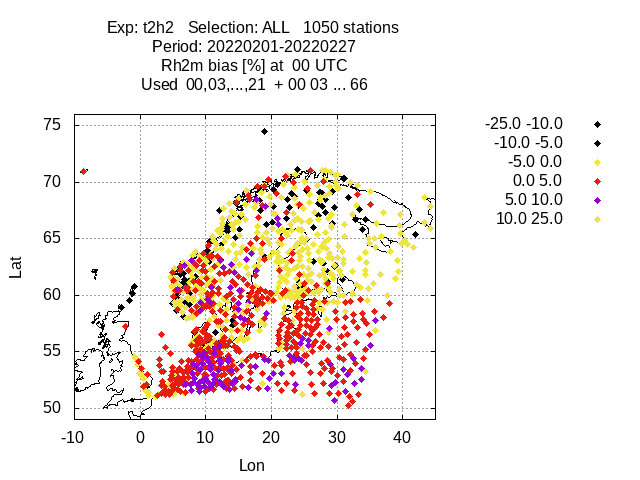 Exp: t2h2 Selection: ALL 1050 stations
Period: 20220201-20220227
Rh2m bias [%] at 00 UTC
Used 00,03,...,21 + 00 03 ... 66
-25.0 -10.0
-10.0 -5.0
-5.0 0.0
0.0 5.0
5.0 10.0
10.0 25.0
Lat
75
70
65
60
55
50
-10 0 10 20 30 40
Lon